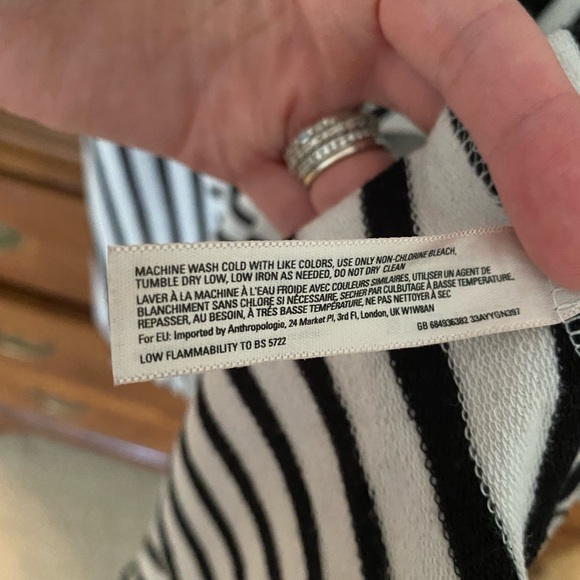 MACHINE WASH COLD WITH LIKE COLORS, USE ONLY NON-CHLORINE BLEACH,
TUMBLE DRY LOW, LOW IRON AS NEEDED, DO NOT DRY CLEAN
LAVER À LA MACHINE À L'EAU FROIDE AVEC COULEURS SIMILAIRES, UTILISER UN AGENT DE
BLANCHIMENT SANS CHLORE SI NÉCESSAIRE, SECHER PAR CULBUTAGE À BASSE TEMPÉRATURE.
REPASSER, AU BESOIN, À TRÉS BASSE TEMPÉRATURE. NE PAS NETTOYER À SEC
For EU: Imported by Anthropologie, 24 Market Pl, 3rd Fl, London, UK W1W8AN
GB 684936382 33AYYGN397
LOW FLAMMABILITY TO BS 5722